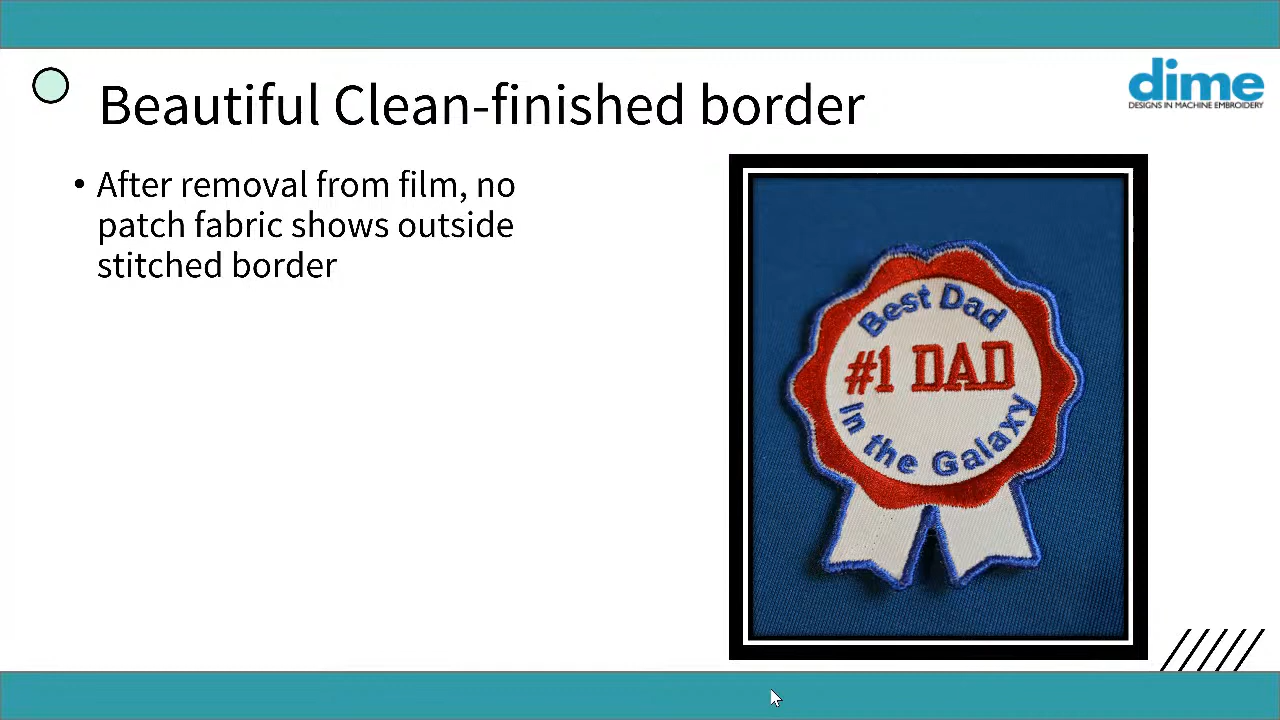 Beautiful Clean-finished border
dime
DESIGNS IN MACHINE EMBROIDERY
• After removal from film, no
patch fabric shows outside
stitched border
Best Dad
#1 DAD
In the Galaxy